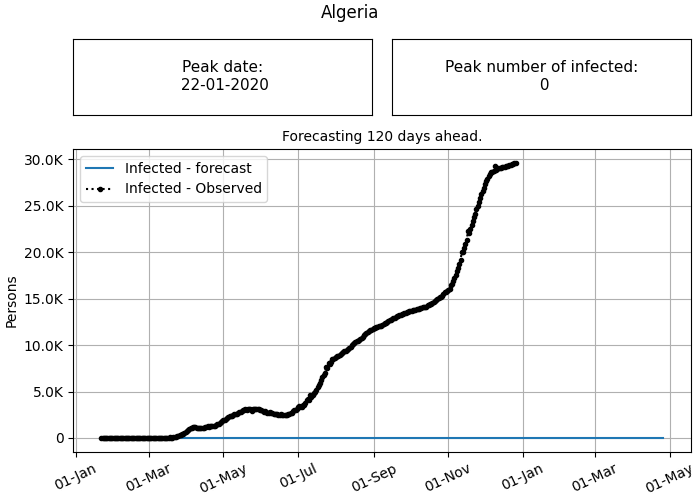 Algeria
Peak date:
22-01-2020
Peak number of infected:
0
Forecasting 120 days ahead.
Infected - forecast
Infected - Observed
30.0K
25.0K
20.0K
15.0K
10.0K
5.0K
0
Persons
01-Jan
01-Mar
01-May
01-Jul
01-Sep
01-Nov
01-Jan
01-Mar
01-May